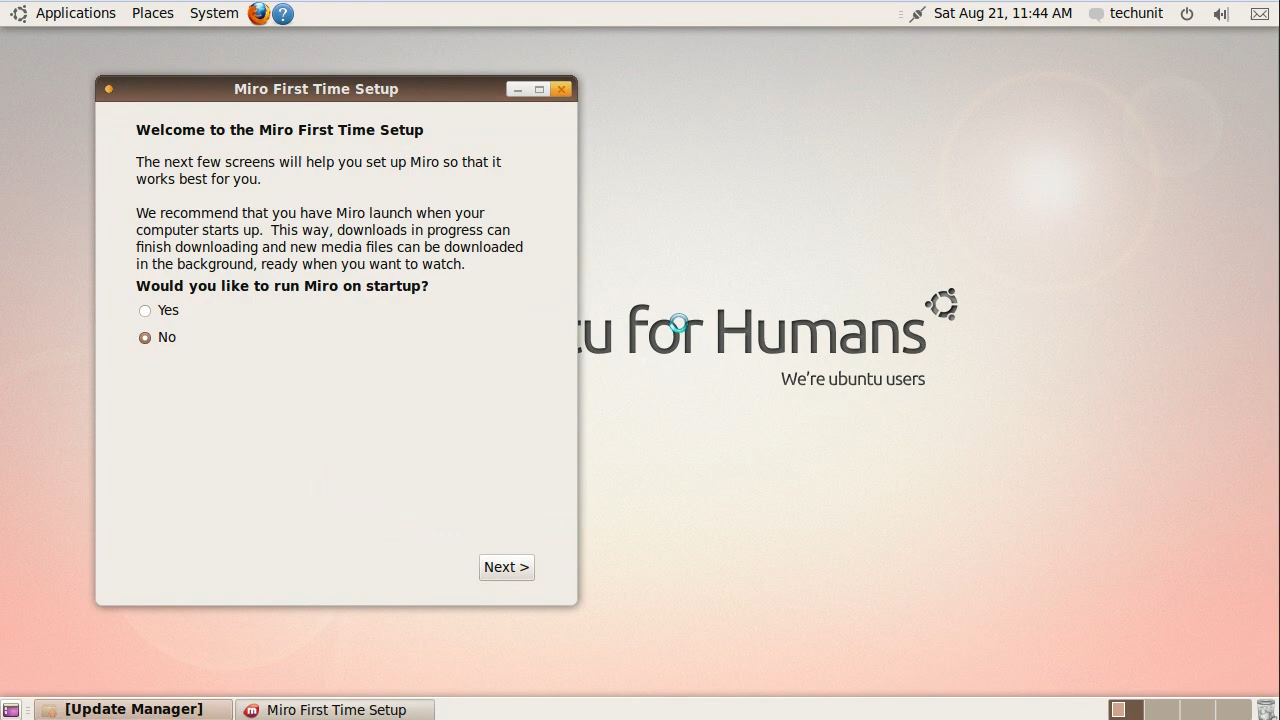 Applications Places System Sat Aug 21, 11:44 AM techunit
Miro First Time Setup
Welcome to the Miro First Time Setup
The next few screens will help you set up Miro so that it
works best for you.
We recommend that you have Miro launch when your
computer starts up.  This way, downloads in progress can
finish downloading and new media files can be downloaded
in the background, ready when you want to watch.
Would you like to run Miro on startup?
Yes
No
Next >
for Humans
We're ubuntu users
[Update Manager] Miro First Time Setup